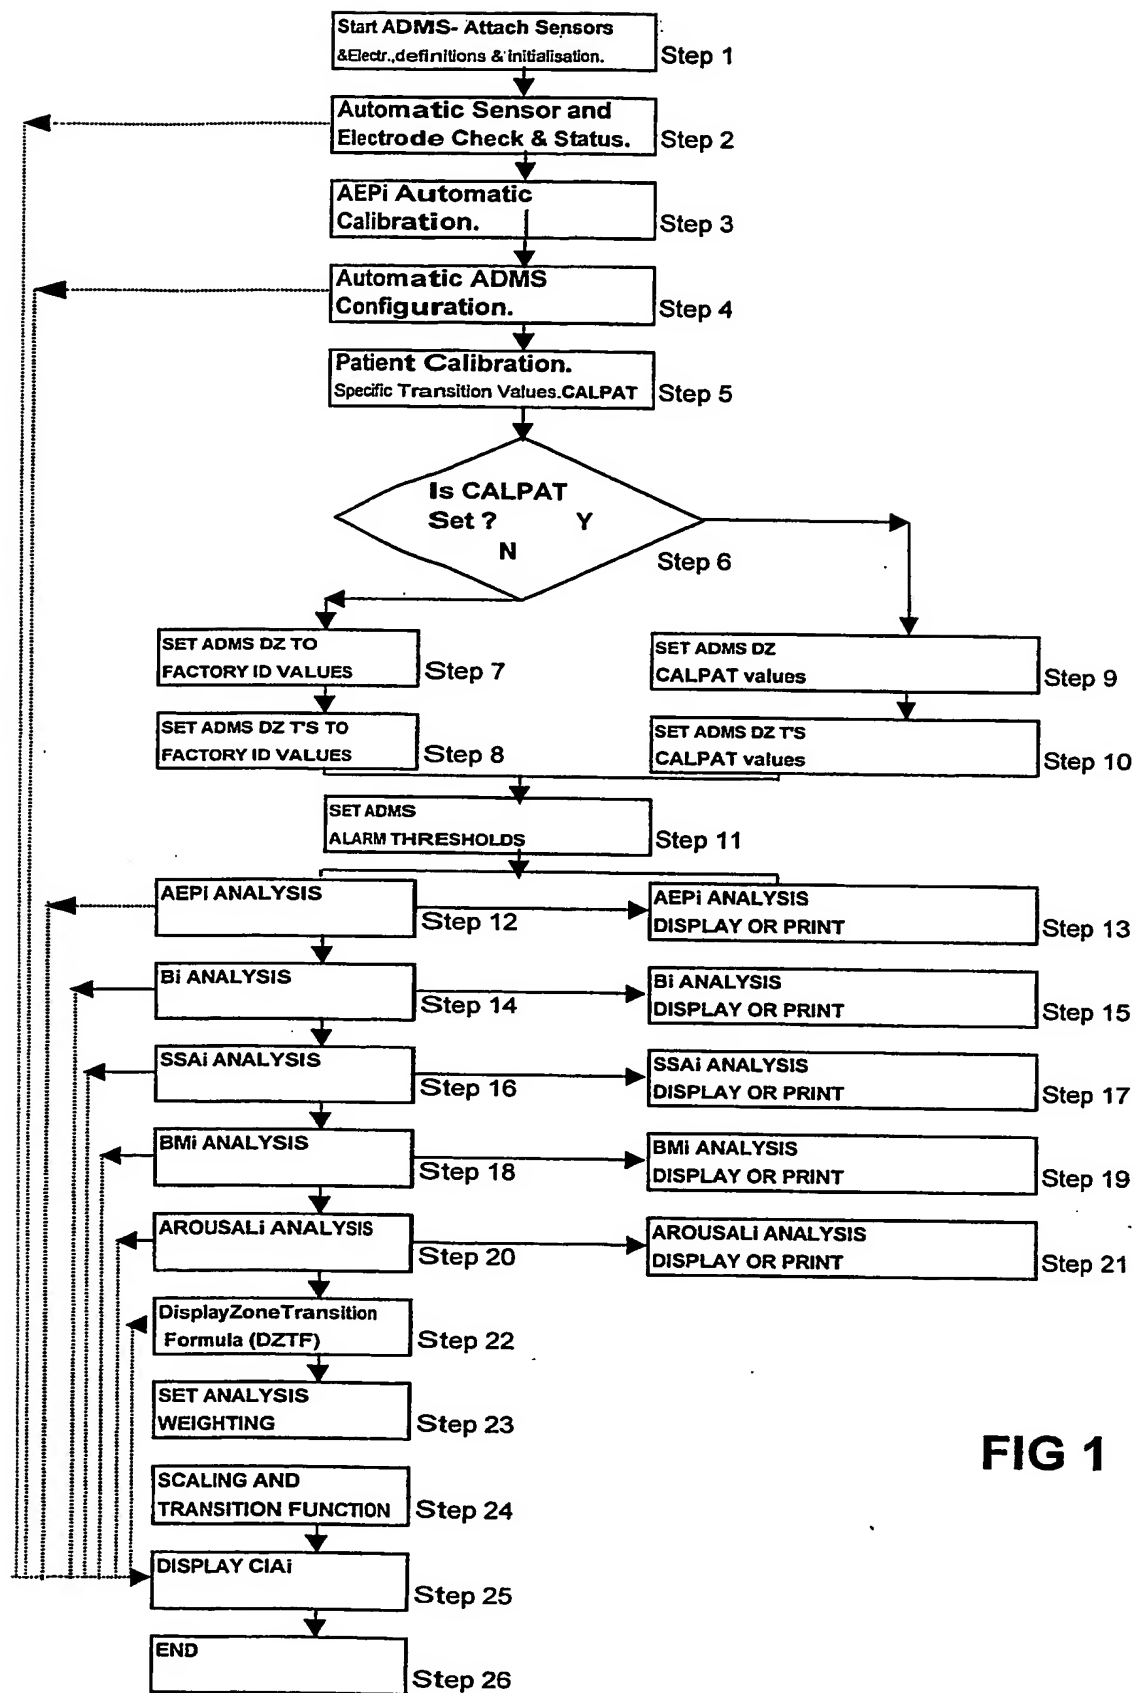 Start ADMS- Attach Sensors
&Electr.,definitions & initialisation.
Step 1
Automatic Sensor and
Electrode Check & Status.
Step 2
AEPi Automatic
Calibration.
Step 3
Automatic ADMS
Configuration.
Step 4
Patient Calibration.
Specific Transition Values.CALPAT
Step 5
Is CALPAT
Set ? Y
N
Step 6
SET ADMS DZ TO
FACTORY ID VALUES
Step 7
SET ADMS DZ
CALPAT values
Step 9
SET ADMS DZ T'S TO
FACTORY ID VALUES
Step 8
SET ADMS DZ T'S
CALPAT values
Step 10
SET ADMS
ALARM THRESHOLDS
Step 11
AEPi ANALYSIS
Step 12
AEPi ANALYSIS
DISPLAY OR PRINT
Step 13
Bi ANALYSIS
Step 14
Bi ANALYSIS
DISPLAY OR PRINT
Step 15
SSAi ANALYSIS
Step 16
SSAi ANALYSIS
DISPLAY OR PRINT
Step 17
BMi ANALYSIS
Step 18
BMi ANALYSIS
DISPLAY OR PRINT
Step 19
AROUSALi ANALYSIS
Step 20
AROUSALi ANALYSIS
DISPLAY OR PRINT
Step 21
DisplayZoneTransition
Formula (DZTF)
Step 22
SET ANALYSIS
WEIGHTING
Step 23
FIG 1
SCALING AND
TRANSITION FUNCTION
Step 24
DISPLAY CIAi
Step 25
END
Step 26